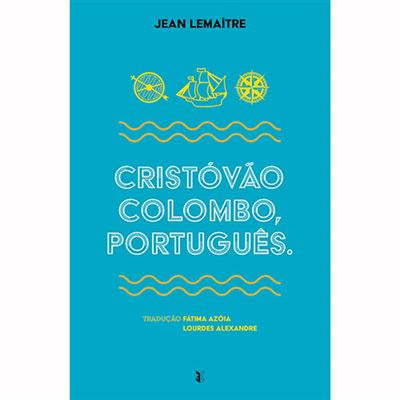 JEAN LEMAÎTRE
CRISTÓVÃO
COLOMBO,
PORTUGUÊS.
TRADUÇÃO FÁTIMA AZÓIA
LOURDES ALEXANDRE